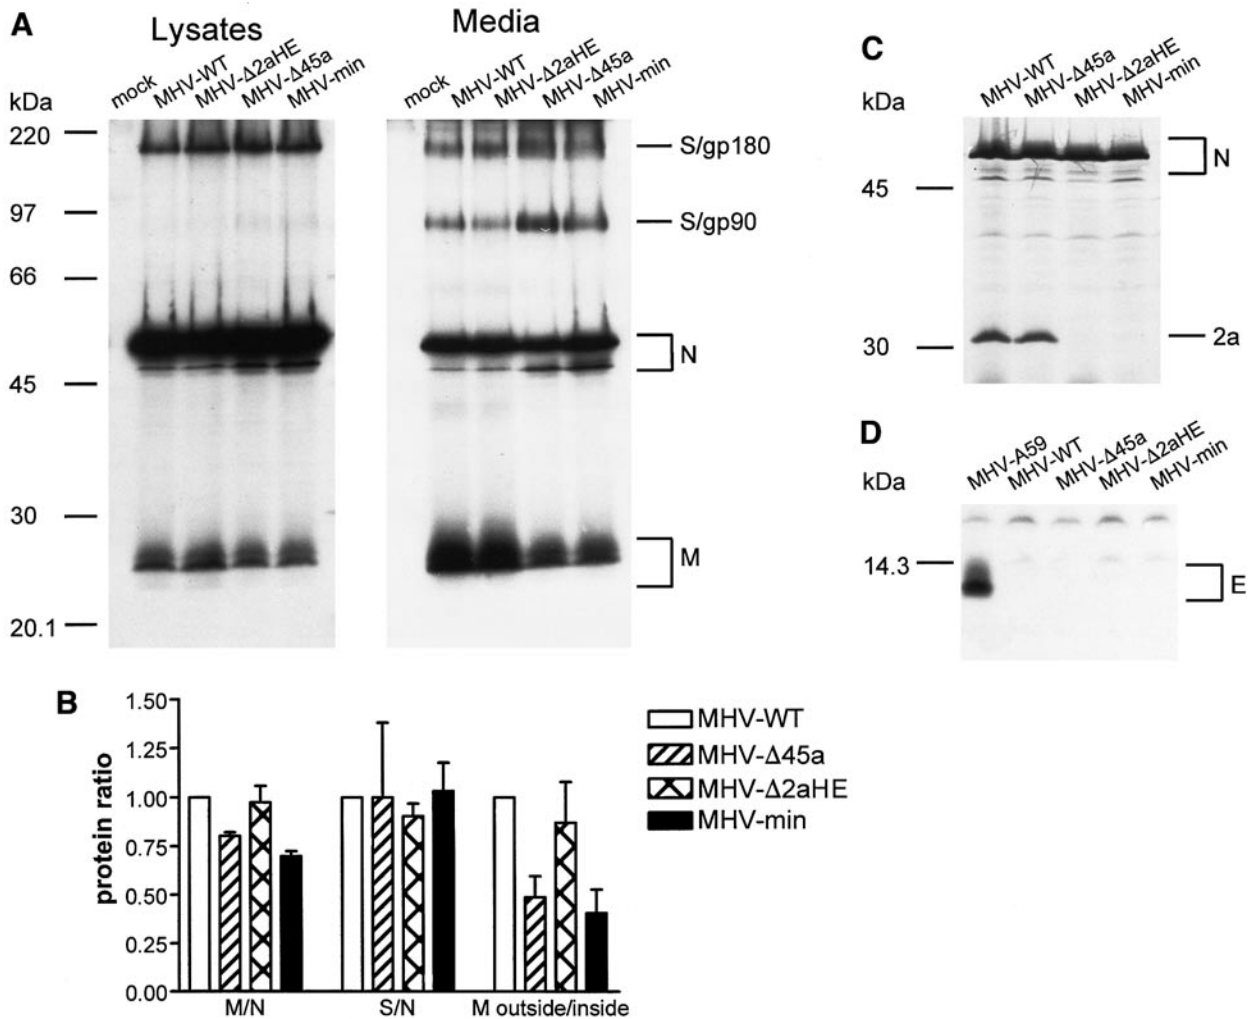 A
Lysates
Media
kDa
mock
MHV-WT
MHV-Δ2aHE
MHV-Δ45a
MHV-min
mock
MHV-WT
MHV-Δ2aHE
MHV-Δ45a
MHV-min
220
97
66
45
30
20.1
S/gp180
S/gp90
N
M
C
kDa
MHV-WT
MHV-Δ45a
MHV-Δ2aHE
MHV-min
45
30
N
2a
D
kDa
MHV-A59
MHV-WT
MHV-Δ45a
MHV-Δ2aHE
MHV-min
14.3
E
B
protein ratio
1.50
1.25
1.00
0.75
0.50
0.25
0.00
M/N
S/N
M outside/inside
MHV-WT
MHV-Δ45a
MHV-Δ2aHE
MHV-min